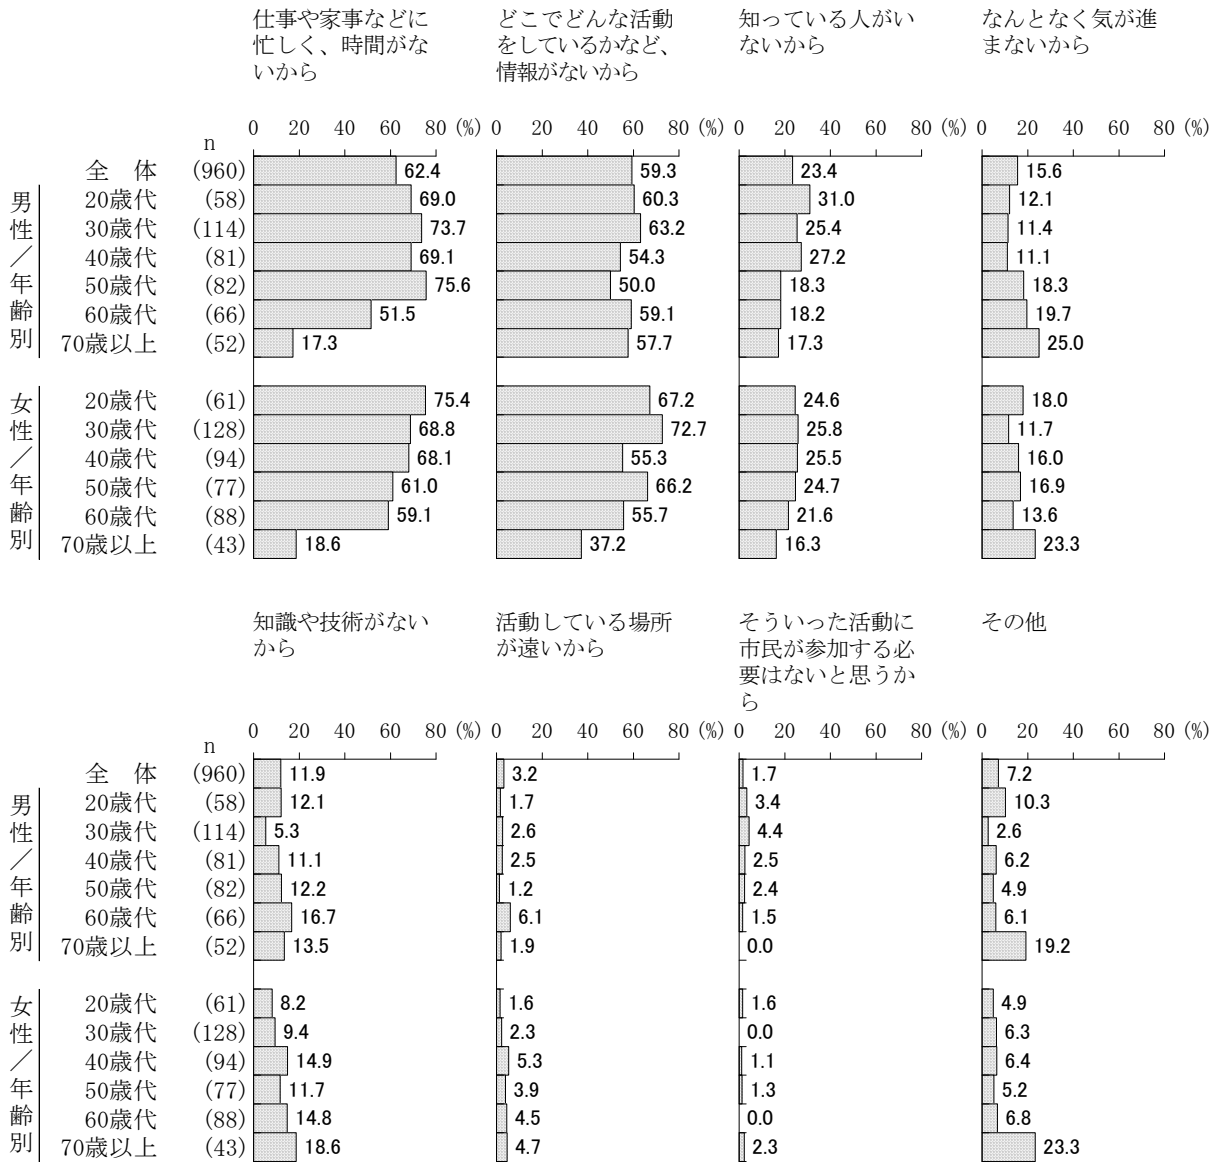 仕事や家事などに
忙しく、時間がな
いから
どこでどんな活動
をしているかなど、
情報がないから
知っている人がい
ないから
なんとなく気が進
まないから
n 0 20 40 60 80 (%) 0 20 40 60 80 (%) 0 20 40 60 80 (%) 0 20 40 60 80 (%)
全 体 (960) 62.4 59.3 23.4 15.6
男性／年齢別
20歳代 (58) 69.0 60.3 31.0 12.1
30歳代 (114) 73.7 63.2 25.4 11.4
40歳代 (81) 69.1 54.3 27.2 11.1
50歳代 (82) 75.6 50.0 18.3 18.3
60歳代 (66) 51.5 59.1 18.2 19.7
70歳以上 (52) 17.3 57.7 17.3 25.0
女性／年齢別
20歳代 (61) 75.4 67.2 24.6 18.0
30歳代 (128) 68.8 72.7 25.8 11.7
40歳代 (94) 68.1 55.3 25.5 16.0
50歳代 (77) 61.0 66.2 24.7 16.9
60歳代 (88) 59.1 55.7 21.6 13.6
70歳以上 (43) 18.6 37.2 16.3 23.3
知識や技術がない
から
活動している場所
が遠いから
そういった活動に
市民が参加する必
要はないと思うか
ら
その他
n 0 20 40 60 80 (%) 0 20 40 60 80 (%) 0 20 40 60 80 (%) 0 20 40 60 80 (%)
全 体 (960) 11.9 3.2 1.7 7.2
男性／年齢別
20歳代 (58) 12.1 1.7 3.4 10.3
30歳代 (114) 5.3 2.6 4.4 2.6
40歳代 (81) 11.1 2.5 2.5 6.2
50歳代 (82) 12.2 1.2 2.4 4.9
60歳代 (66) 16.7 6.1 1.5 6.1
70歳以上 (52) 13.5 1.9 0.0 19.2
女性／年齢別
20歳代 (61) 8.2 1.6 1.6 4.9
30歳代 (128) 9.4 2.3 0.0 6.3
40歳代 (94) 14.9 5.3 1.1 6.4
50歳代 (77) 11.7 3.9 1.3 5.2
60歳代 (88) 14.8 4.5 0.0 6.8
70歳以上 (43) 18.6 4.7 2.3 23.3